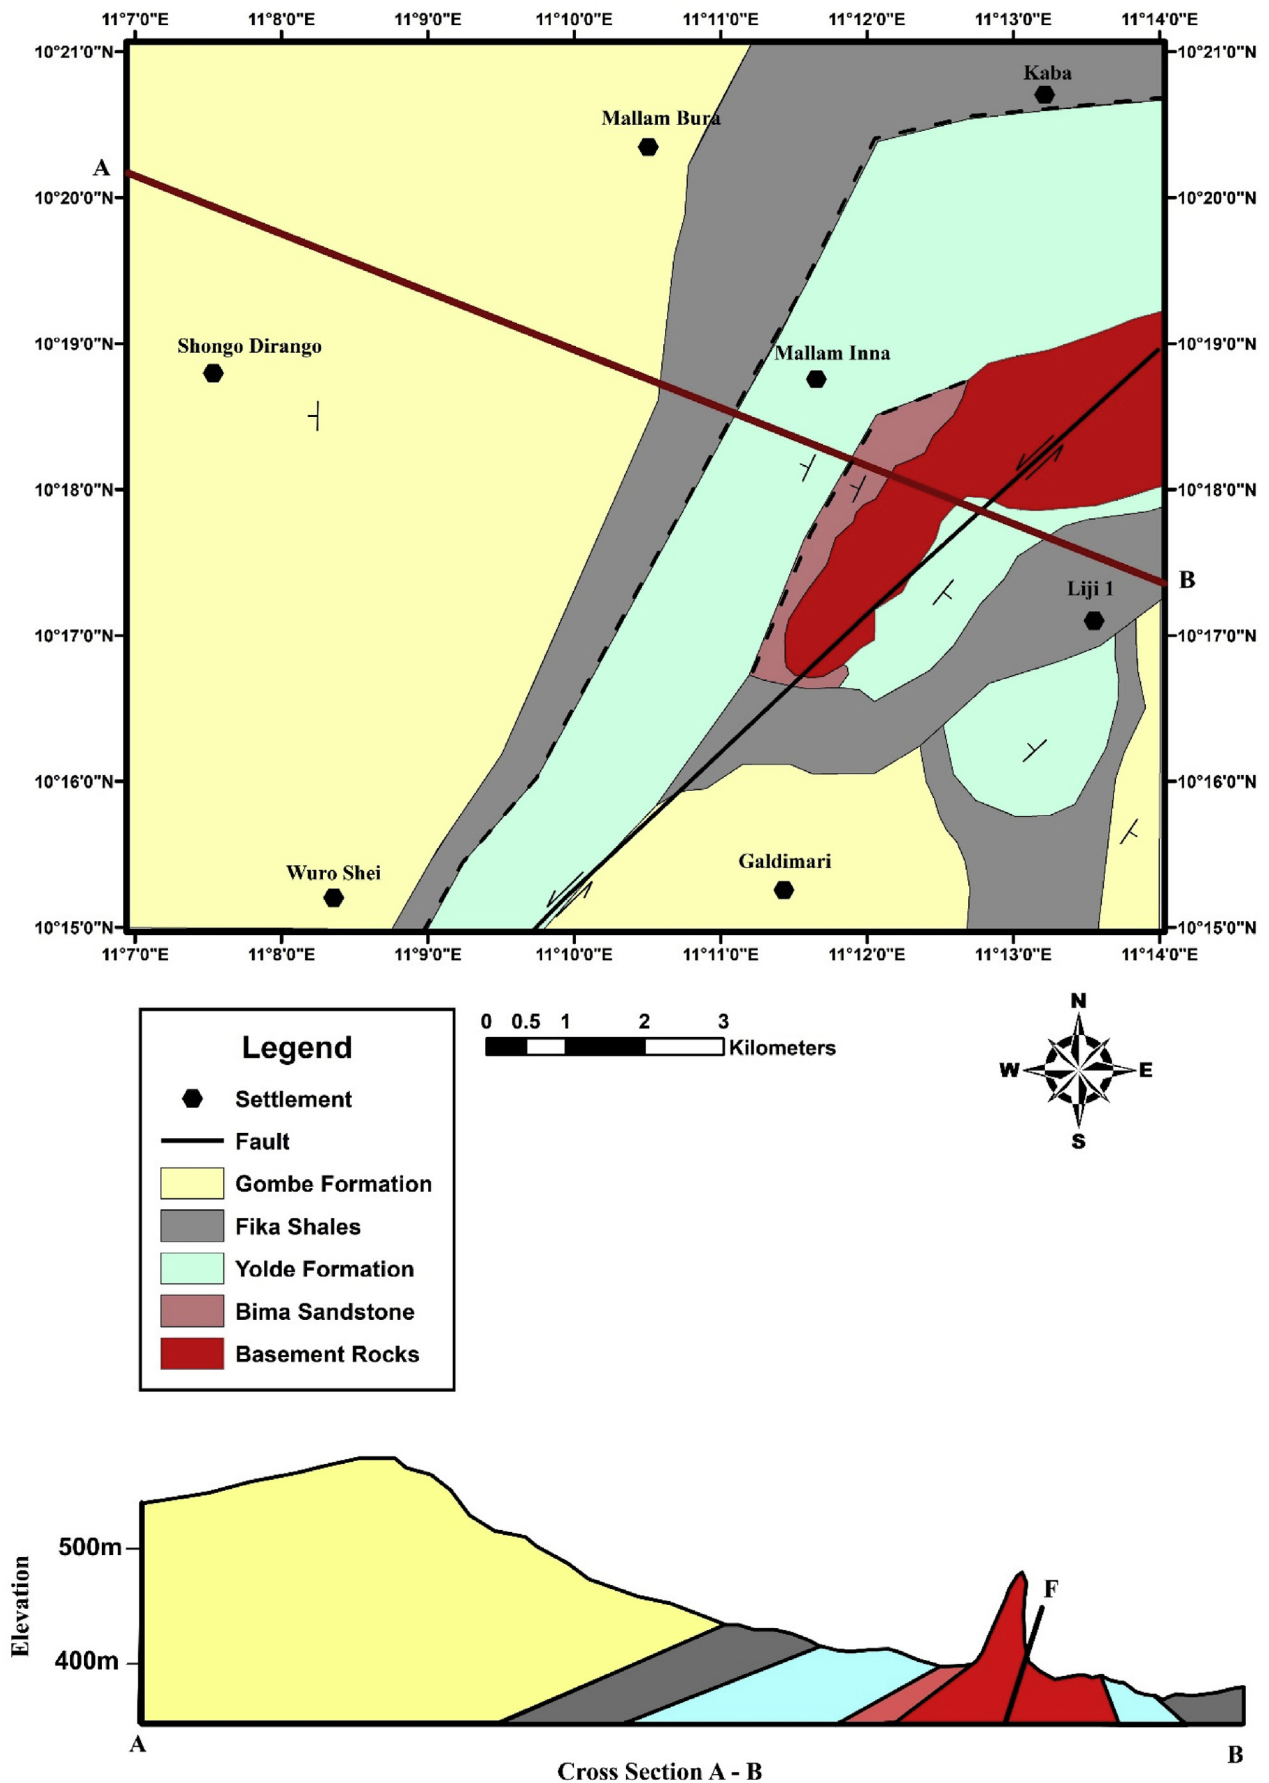 11°7'0"E 11°8'0"E 11°9'0"E 11°10'0"E 11°11'0"E 11°12'0"E 11°13'0"E 11°14'0"E
10°21'0"N 10°21'0"N
Kaba
Mallam Bura
A
10°20'0"N 10°20'0"N
10°19'0"N 10°19'0"N
Shongo Dirango
Mallam Inna
10°18'0"N 10°18'0"N
B
Liji 1
10°17'0"N 10°17'0"N
10°16'0"N 10°16'0"N
Galdimari
Wuro Shei
10°15'0"N 10°15'0"N
11°7'0"E 11°8'0"E 11°9'0"E 11°10'0"E 11°11'0"E 11°12'0"E 11°13'0"E 11°14'0"E
Legend
Settlement
Fault
Gombe Formation
Fika Shales
Yolde Formation
Bima Sandstone
Basement Rocks
0 0.5 1 2 3
Kilometers
N
W E
S
Elevation
500m
400m
F
A
B
Cross Section A - B